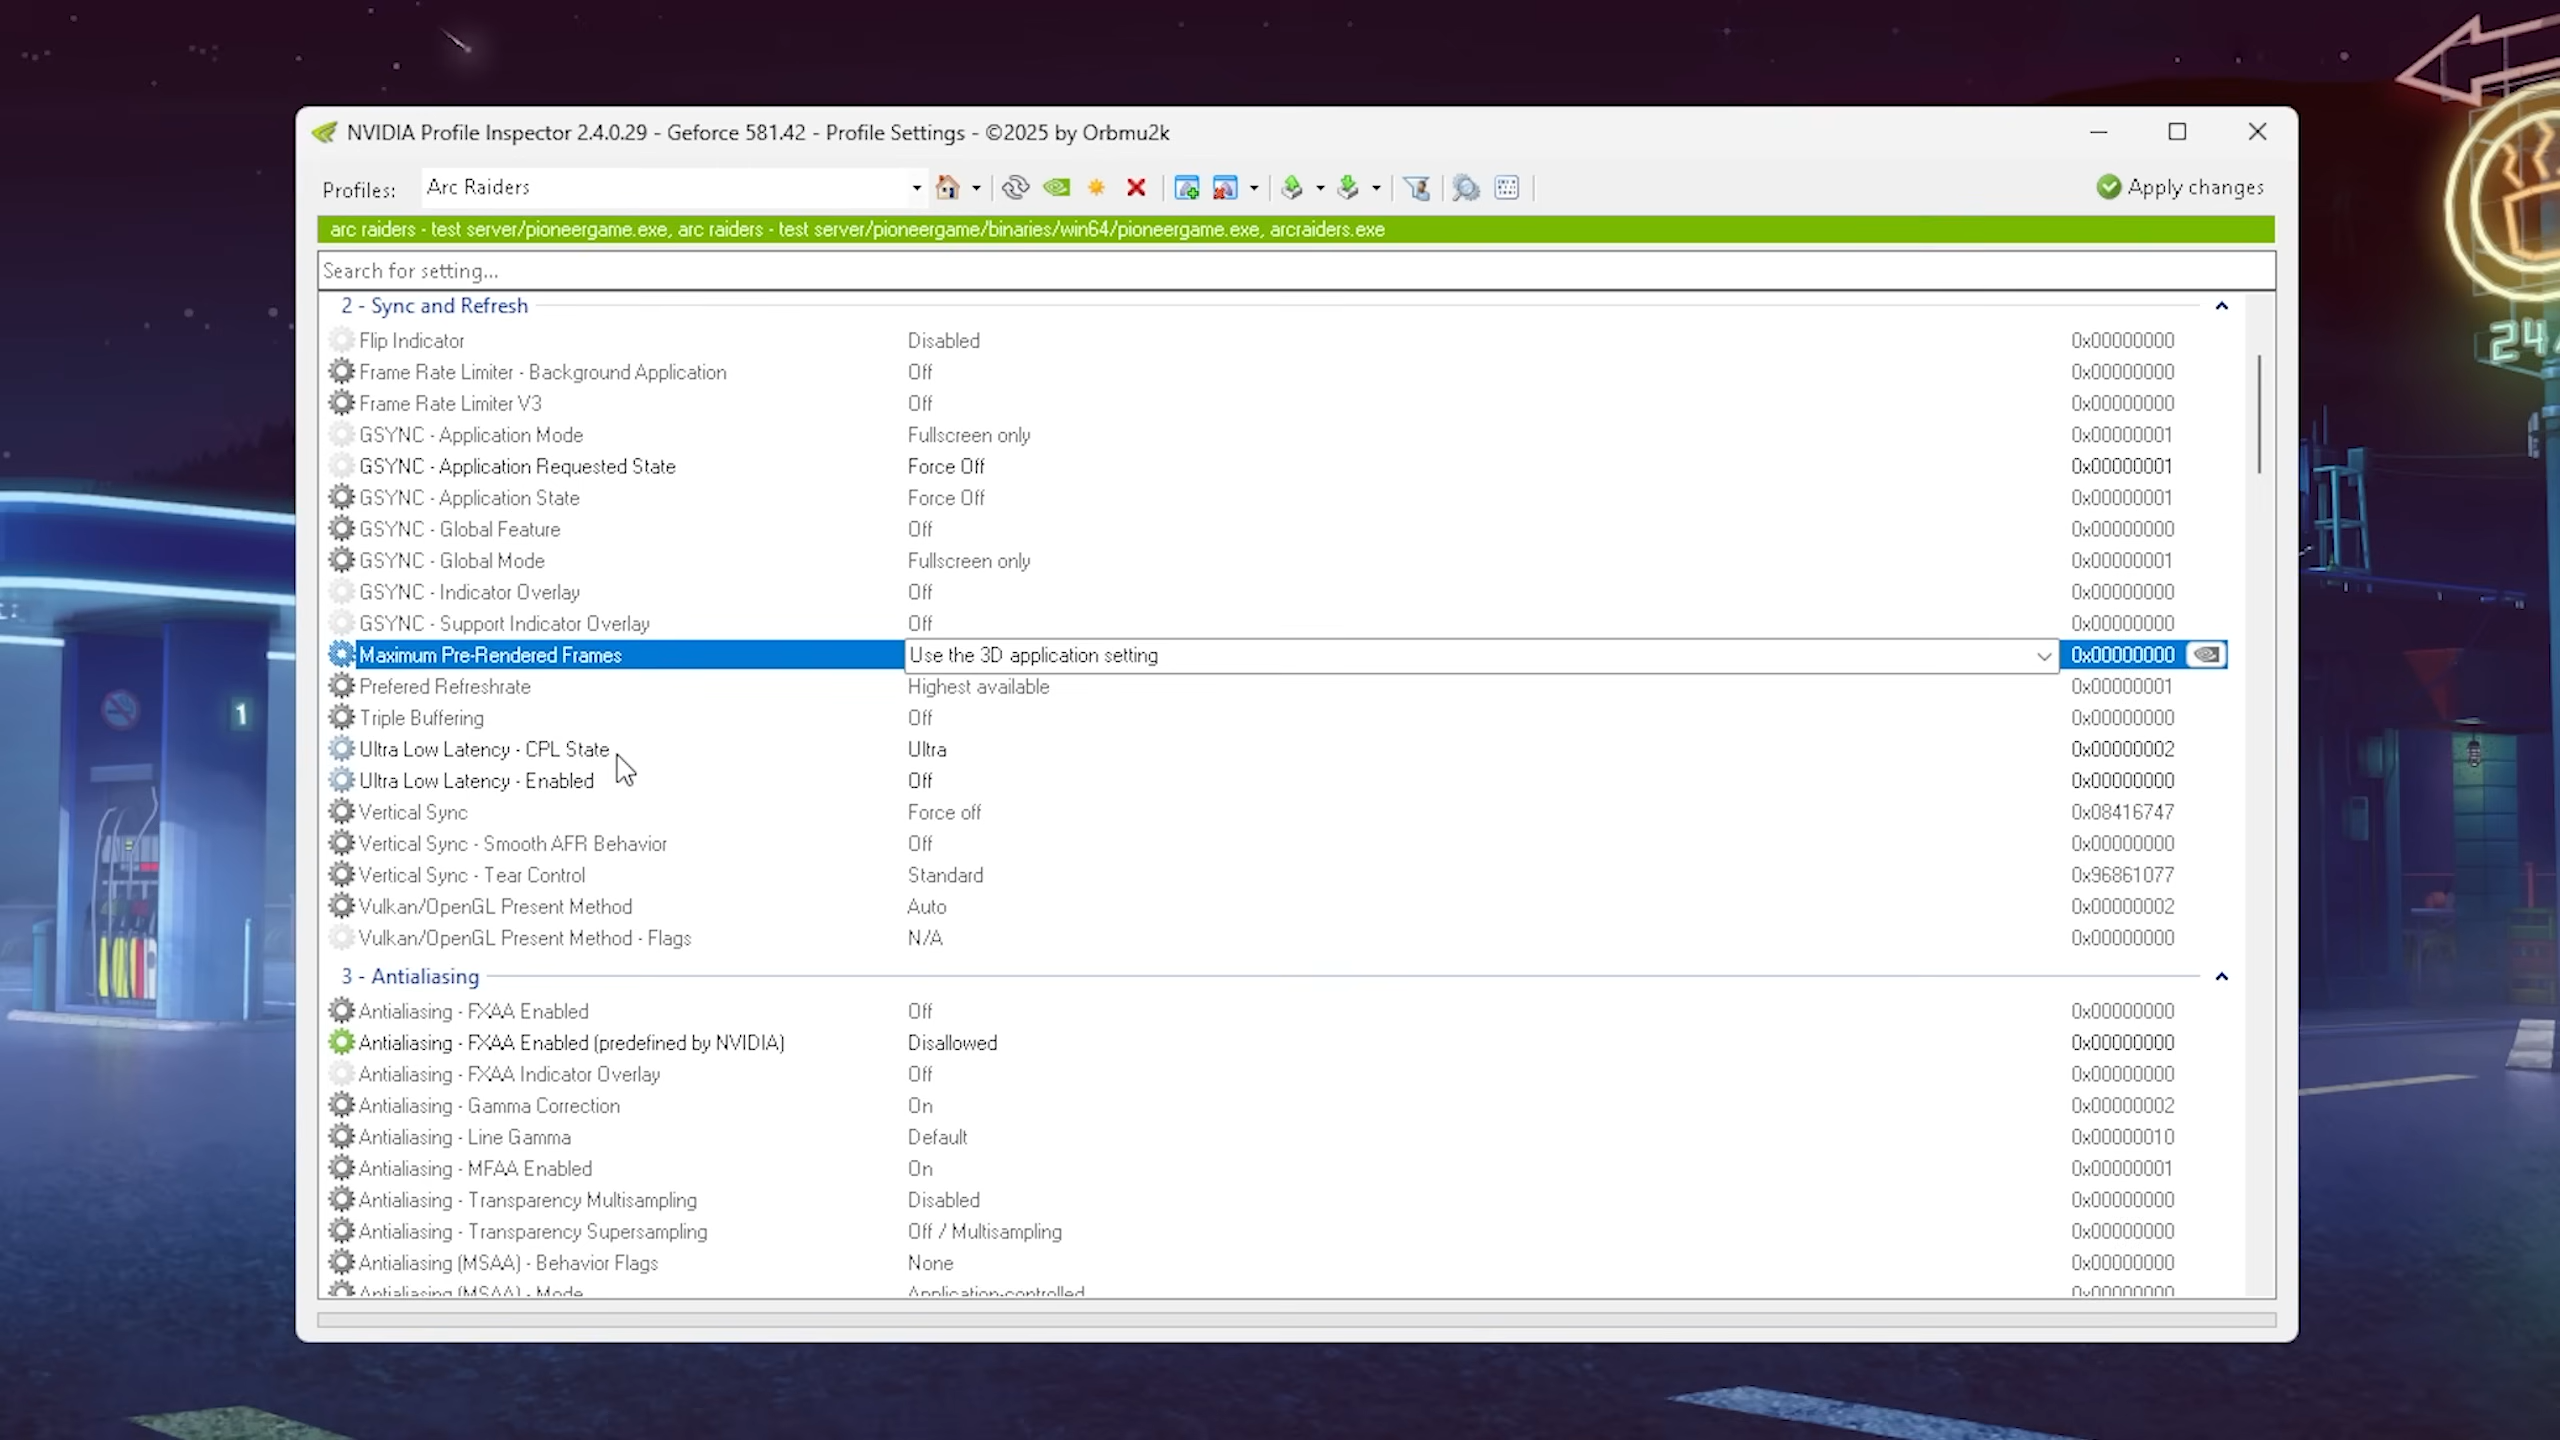 NVIDIA Profile Inspector 2.4.0.29 - Geforce 581.42 - Profile Settings - ©2025 by Orbmu2k
Profiles: Arc Raiders Apply changes
arc raiders - test server/pioneergame.exe, arc raiders - test server/pioneergame/binaries/win64/pioneergame.exe, arcraiders.exe
Search for setting...
2 - Sync and Refresh
Flip Indicator Disabled 0x00000000
Frame Rate Limiter - Background Application Off 0x00000000
Frame Rate Limiter V3 Off 0x00000000
GSYNC - Application Mode Fullscreen only 0x00000001
GSYNC - Application Requested State Force Off 0x00000001
GSYNC - Application State Force Off 0x00000001
GSYNC - Global Feature Off 0x00000000
GSYNC - Global Mode Fullscreen only 0x00000001
GSYNC - Indicator Overlay Off 0x00000000
GSYNC - Support Indicator Overlay Off 0x00000000
Maximum Pre-Rendered Frames Use the 3D application setting 0x00000000
Prefered Refreshrate Highest available 0x00000001
Triple Buffering Off 0x00000000
Ultra Low Latency - CPL State Ultra 0x00000002
Ultra Low Latency - Enabled Off 0x00000000
Vertical Sync Force off 0x08416747
Vertical Sync - Smooth AFR Behavior Off 0x00000000
Vertical Sync - Tear Control Standard 0x96861077
Vulkan/OpenGL Present Method Auto 0x00000002
Vulkan/OpenGL Present Method - Flags N/A 0x00000000
3 - Antialiasing
Antialiasing - FXAA Enabled Off 0x00000000
Antialiasing - FXAA Enabled (predefined by NVIDIA) Disallowed 0x00000000
Antialiasing - FXAA Indicator Overlay Off 0x00000000
Antialiasing - Gamma Correction On 0x00000002
Antialiasing - Line Gamma Default 0x00000010
Antialiasing - MFAA Enabled On 0x00000001
Antialiasing - Transparency Multisampling Disabled 0x00000000
Antialiasing - Transparency Supersampling Off / Multisampling 0x00000000
Antialiasing (MSAA) - Behavior Flags None 0x00000000
Antialiasing (MSAA) - Mode Application-controlled 0x00000000
1
24/